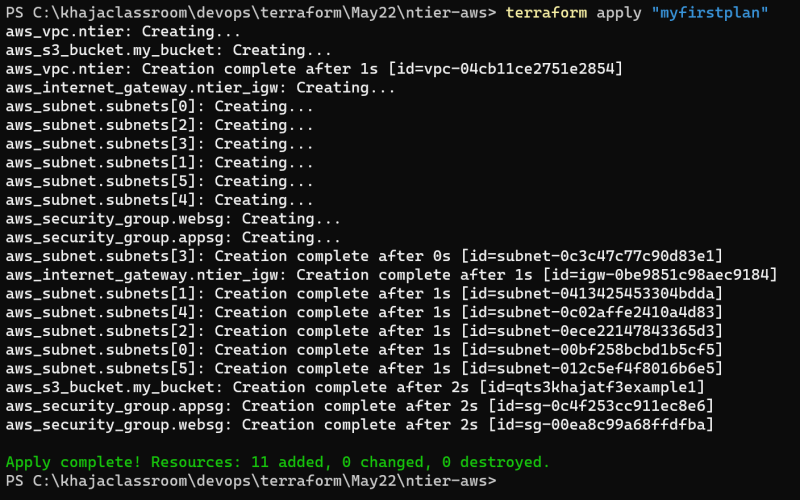 PS C:\khajaclassroom\devops\terraform\May22\ntier-aws> terraform apply "myfirstplan"
aws_vpc.ntier: Creating...
aws_s3_bucket.my_bucket: Creating...
aws_vpc.ntier: Creation complete after 1s [id=vpc-04cb11ce2751e2854]
aws_internet_gateway.ntier_igw: Creating...
aws_subnet.subnets[0]: Creating...
aws_subnet.subnets[2]: Creating...
aws_subnet.subnets[3]: Creating...
aws_subnet.subnets[1]: Creating...
aws_subnet.subnets[5]: Creating...
aws_subnet.subnets[4]: Creating...
aws_security_group.websg: Creating...
aws_security_group.appsg: Creating...
aws_subnet.subnets[3]: Creation complete after 0s [id=subnet-0c3c47c77c90d83e1]
aws_internet_gateway.ntier_igw: Creation complete after 1s [id=igw-0be9851c98aec9184]
aws_subnet.subnets[1]: Creation complete after 1s [id=subnet-0413425453304bdda]
aws_subnet.subnets[4]: Creation complete after 1s [id=subnet-0c02affe2410a4d83]
aws_subnet.subnets[2]: Creation complete after 1s [id=subnet-0ece22147843365d3]
aws_subnet.subnets[0]: Creation complete after 1s [id=subnet-00bf258bcbd1b5cf5]
aws_subnet.subnets[5]: Creation complete after 1s [id=subnet-012c5ef4f8016b6e5]
aws_s3_bucket.my_bucket: Creation complete after 2s [id=qts3khajatf3example1]
aws_security_group.appsg: Creation complete after 2s [id=sg-0c4f253cc911ec8e6]
aws_security_group.websg: Creation complete after 2s [id=sg-00ea8c99a68ffdfba]
Apply complete! Resources: 11 added, 0 changed, 0 destroyed.
PS C:\khajaclassroom\devops\terraform\May22\ntier-aws>